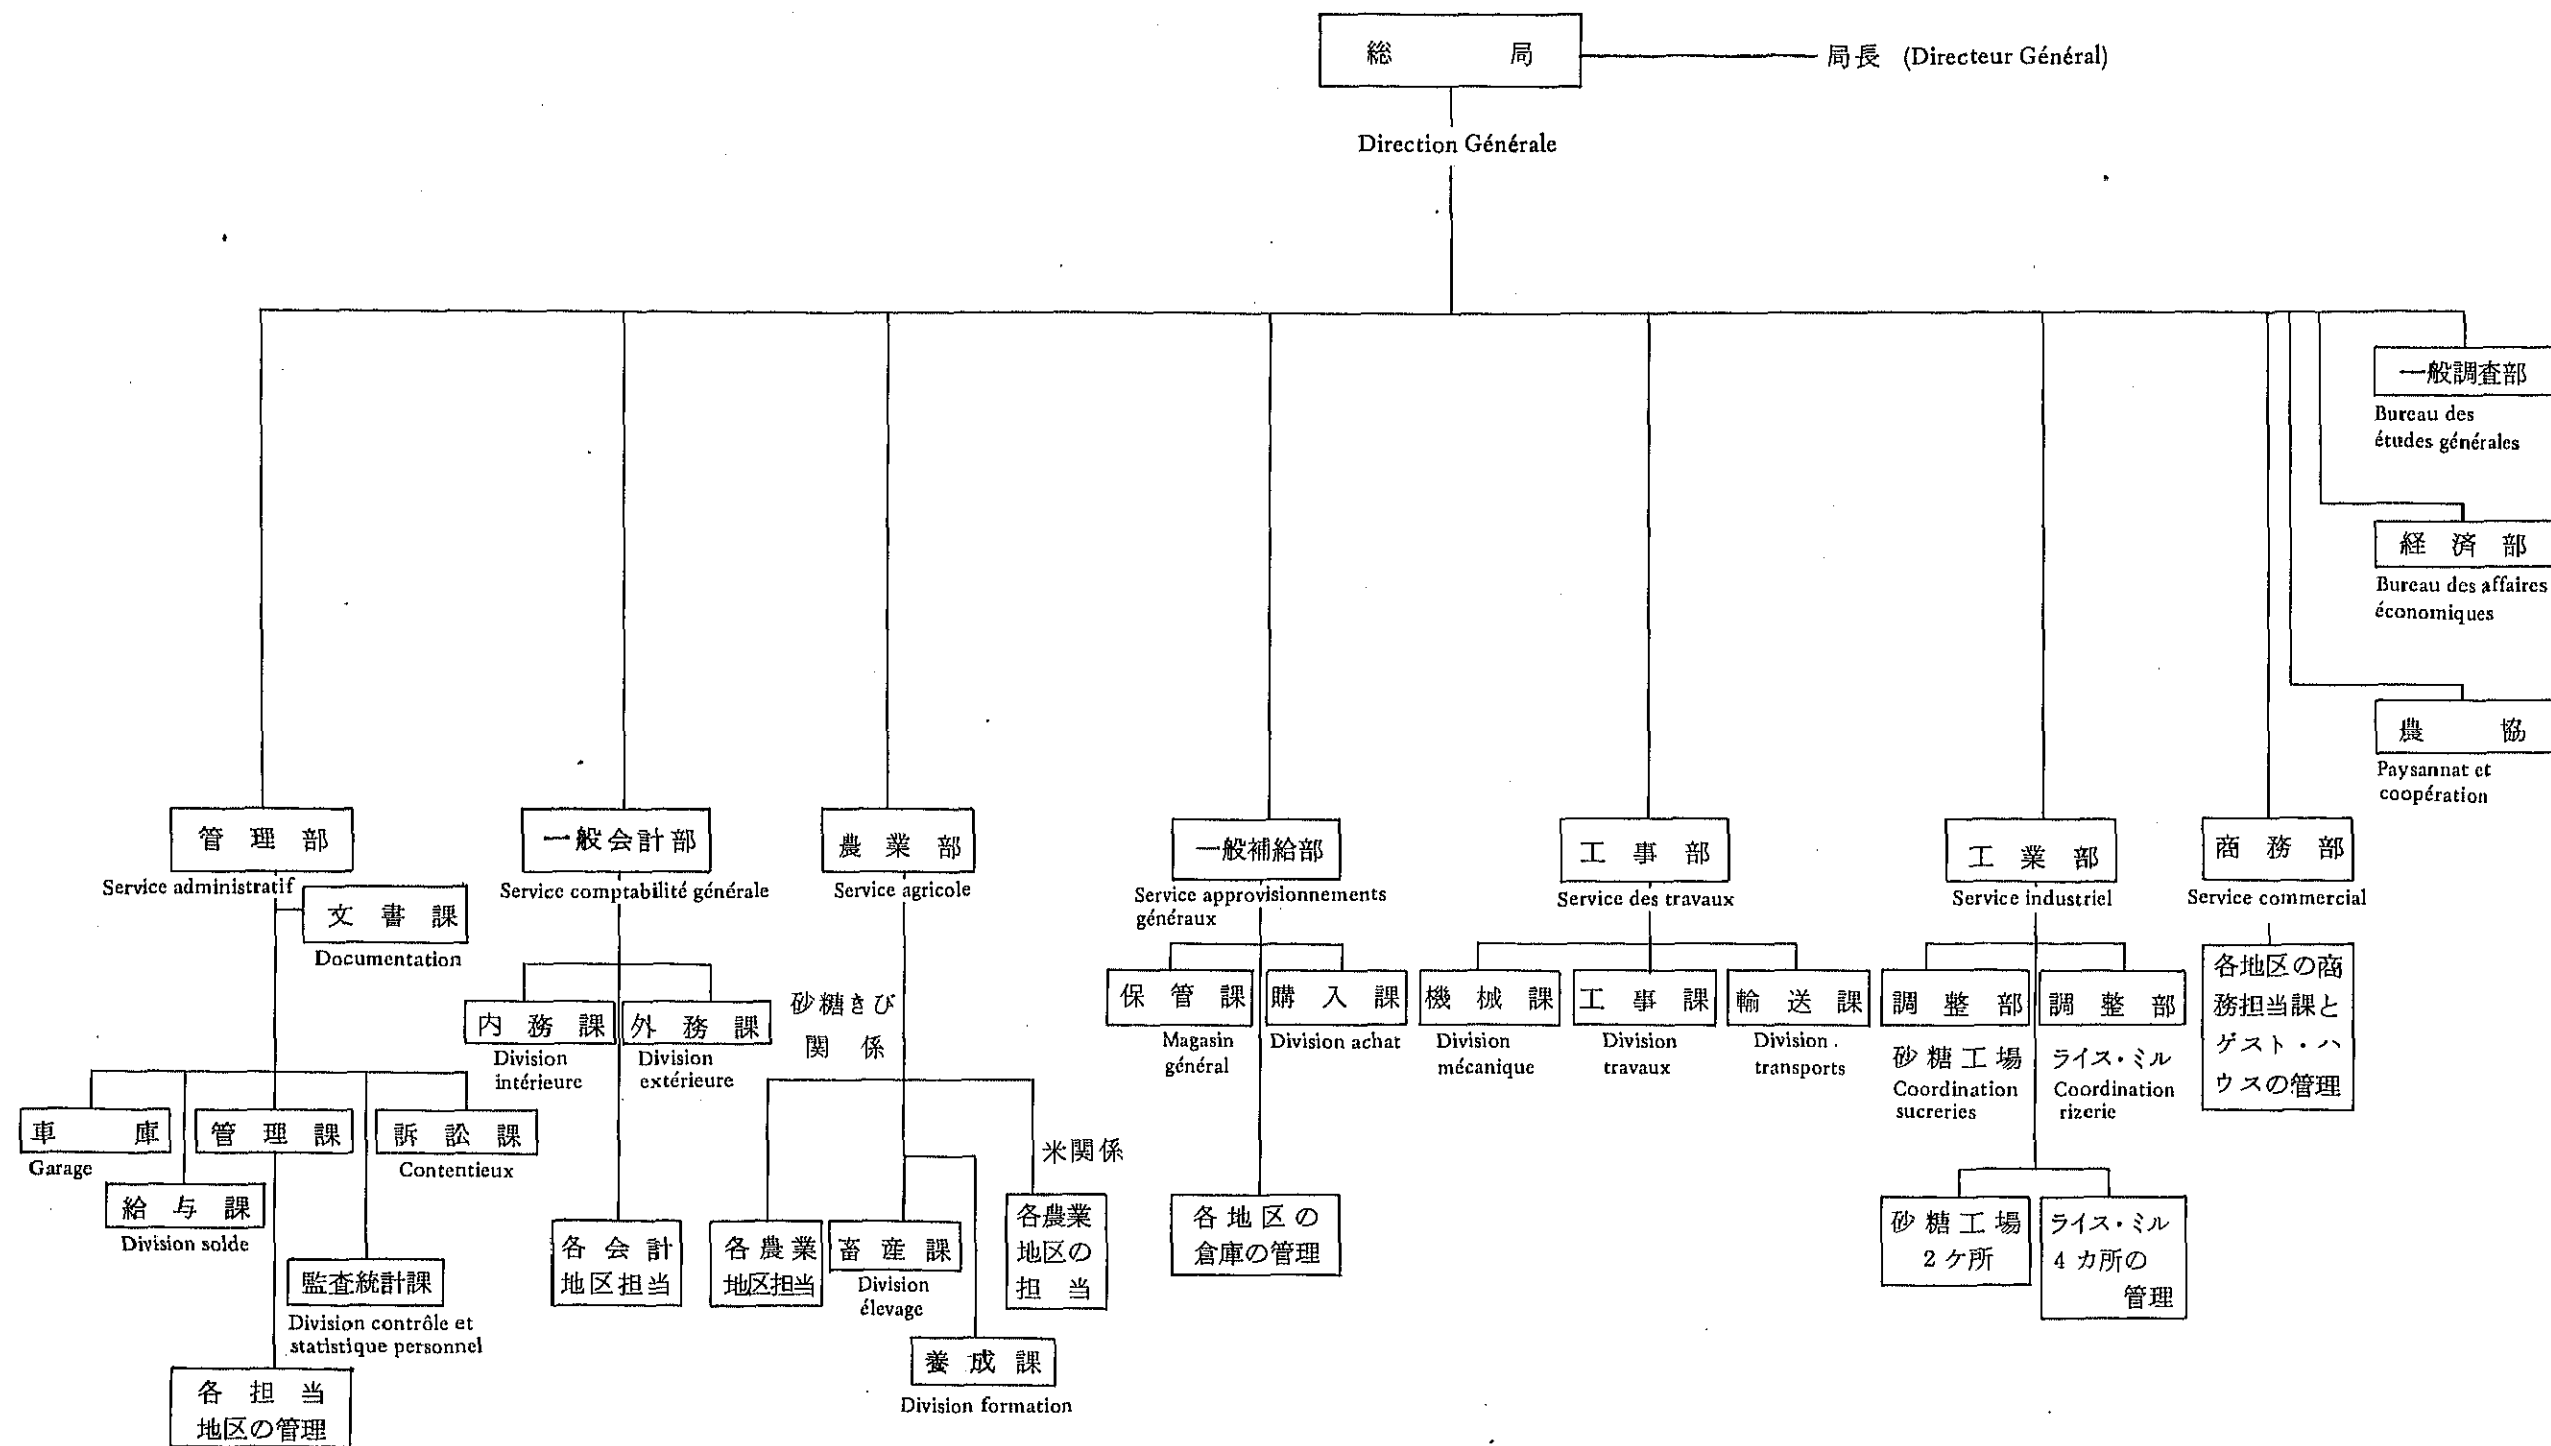 総局
局長 (Directeur Général)
Direction Générale
一般調査部
Bureau des
études générales
経済部
Bureau des affaires
économiques
農協
Paysannat et
coopération
管理部
Service administratif
文書課
Documentation
車庫
Garage
給与課
Division solde
管理課
監査統計課
Division contrôle et
statistique personnel
訴訟課
Contentieux
各担当
地区の管理
一般会計部
Service comptabilité générale
内務課
Division
intérieure
外務課
Division
extérieure
各会計
地区担当
農業部
Service agricole
砂糖きび
関係
各農業
地区担当
畜産課
Division
élevage
養成課
Division formation
米関係
各農業
地区の
担当
一般補給部
Service approvisionnements
généraux
保管課
Magasin
général
購入課
Division achat
各地区の
倉庫の管理
工事部
Service des travaux
機械課
Division
mécanique
工事課
Division
travaux
輸送課
Division
transports
工業部
Service industriel
調整部
砂糖工場
Coordination
sucreries
調整部
ライス・ミル
Coordination
rizerie
砂糖工場
2ケ所
ライス・ミル
4カ所の
管理
商務部
Service commercial
各地区の商
務担当課と
ゲスト・ハ
ウスの管理